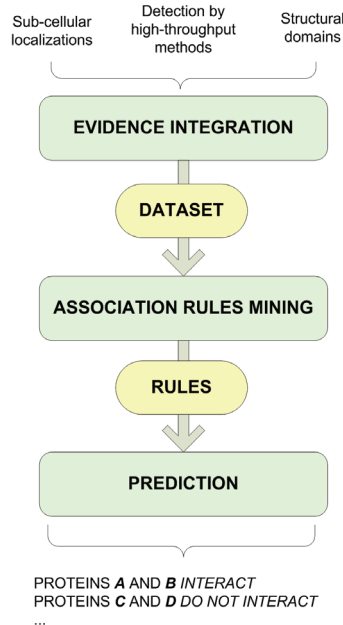 Sub-cellular
localizations
Detection by
high-throughput
methods
Structural
domains
EVIDENCE INTEGRATION
DATASET
ASSOCIATION RULES MINING
RULES
PREDICTION
PROTEINS A AND B INTERACT
PROTEINS C AND D DO NOT INTERACT
...